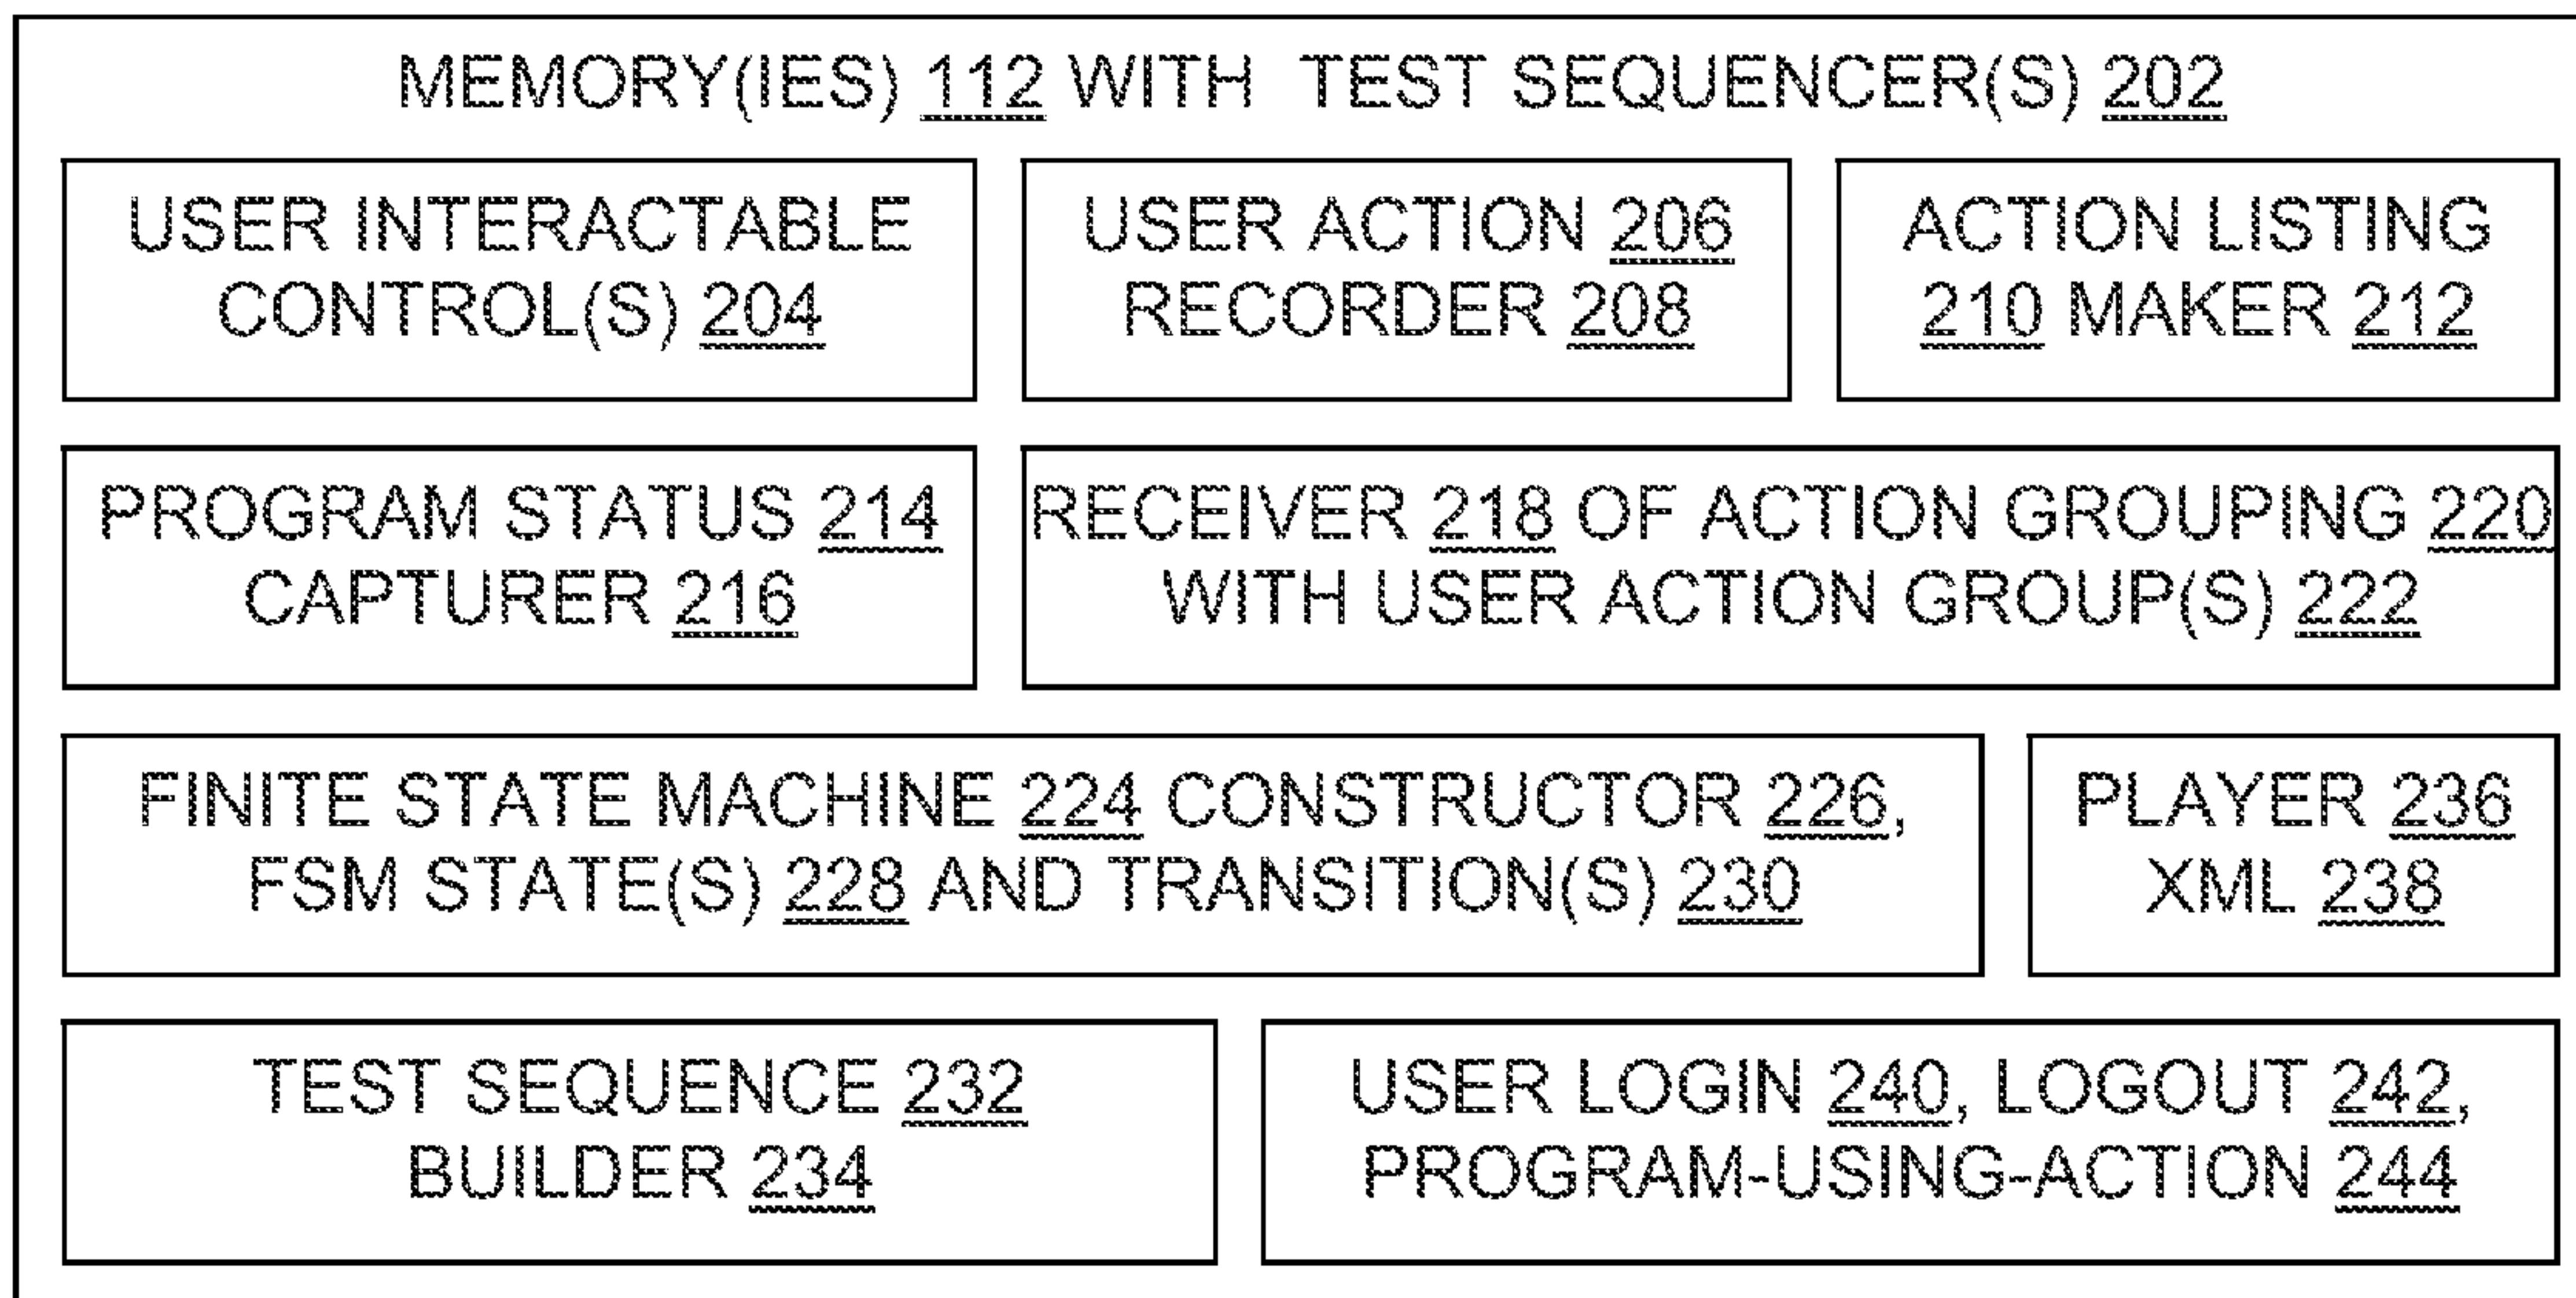 MEMORY(IES) 112 WITH TEST SEQUENCER(S) 202
USER INTERACTABLE
CONTROL(S) 204
USER ACTION 206
RECORDER 208
ACTION LISTING
210 MAKER 212
PROGRAM STATUS 214
CAPTURER 216
RECEIVER 218 OF ACTION GROUPING 220
WITH USER ACTION GROUP(S) 222
FINITE STATE MACHINE 224 CONSTRUCTOR 226,
FSM STATE(S) 228 AND TRANSITION(S) 230
PLAYER 236
XML 238
TEST SEQUENCE 232
BUILDER 234
USER LOGIN 240, LOGOUT 242,
PROGRAM-USING-ACTION 244